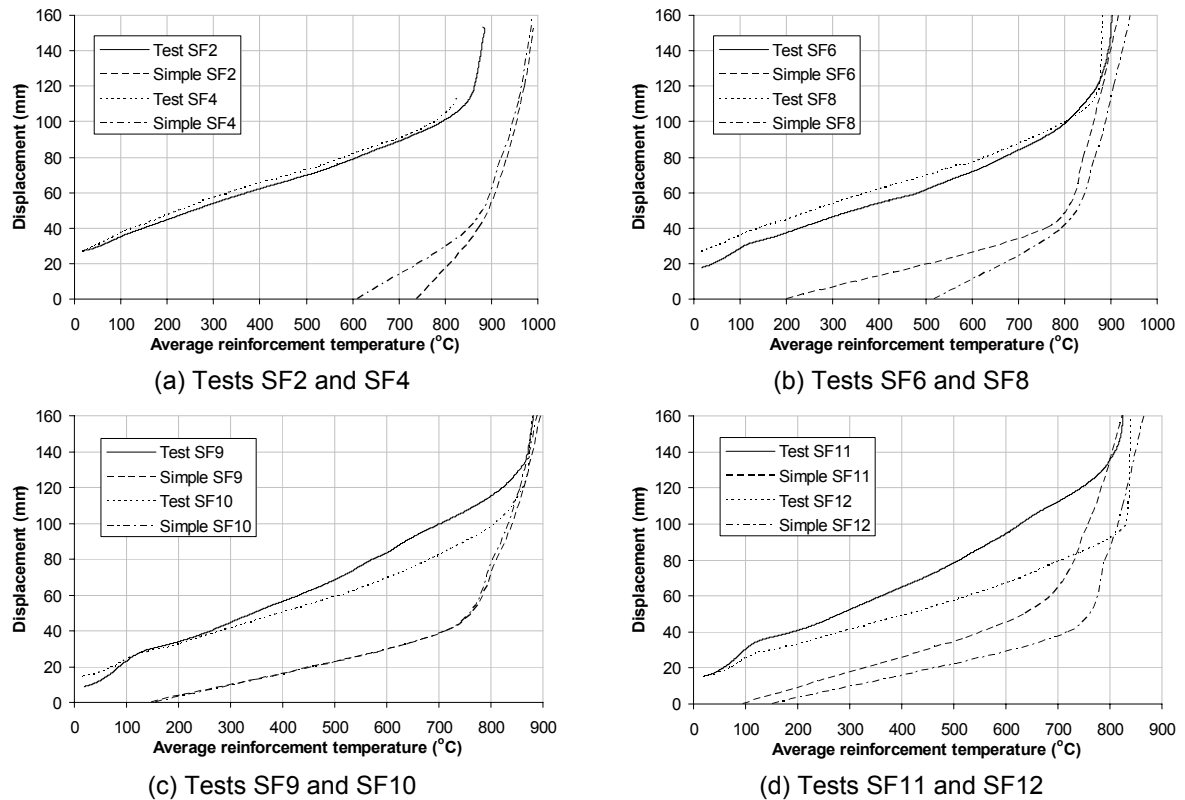 160
140
120
100
80
60
40
20
0
Displacement (mm)
Test SF2
Simple SF2
Test SF4
Simple SF4
0 100 200 300 400 500 600 700 800 900 1000
Average reinforcement temperature (°C)
(a) Tests SF2 and SF4
160
140
120
100
80
60
40
20
0
Displacement (mm)
Test SF6
Simple SF6
Test SF8
Simple SF8
0 100 200 300 400 500 600 700 800 900 1000
Average reinforcement temperature (°C)
(b) Tests SF6 and SF8
160
140
120
100
80
60
40
20
0
Displacement (mm)
Test SF9
Simple SF9
Test SF10
Simple SF10
0 100 200 300 400 500 600 700 800 900
Average reinforcement temperature (°C)
(c) Tests SF9 and SF10
160
140
120
100
80
60
40
20
0
Displacement (mm)
Test SF11
Simple SF11
Test SF12
Simple SF12
0 100 200 300 400 500 600 700 800 900
Average reinforcement temperature (°C)
(d) Tests SF11 and SF12